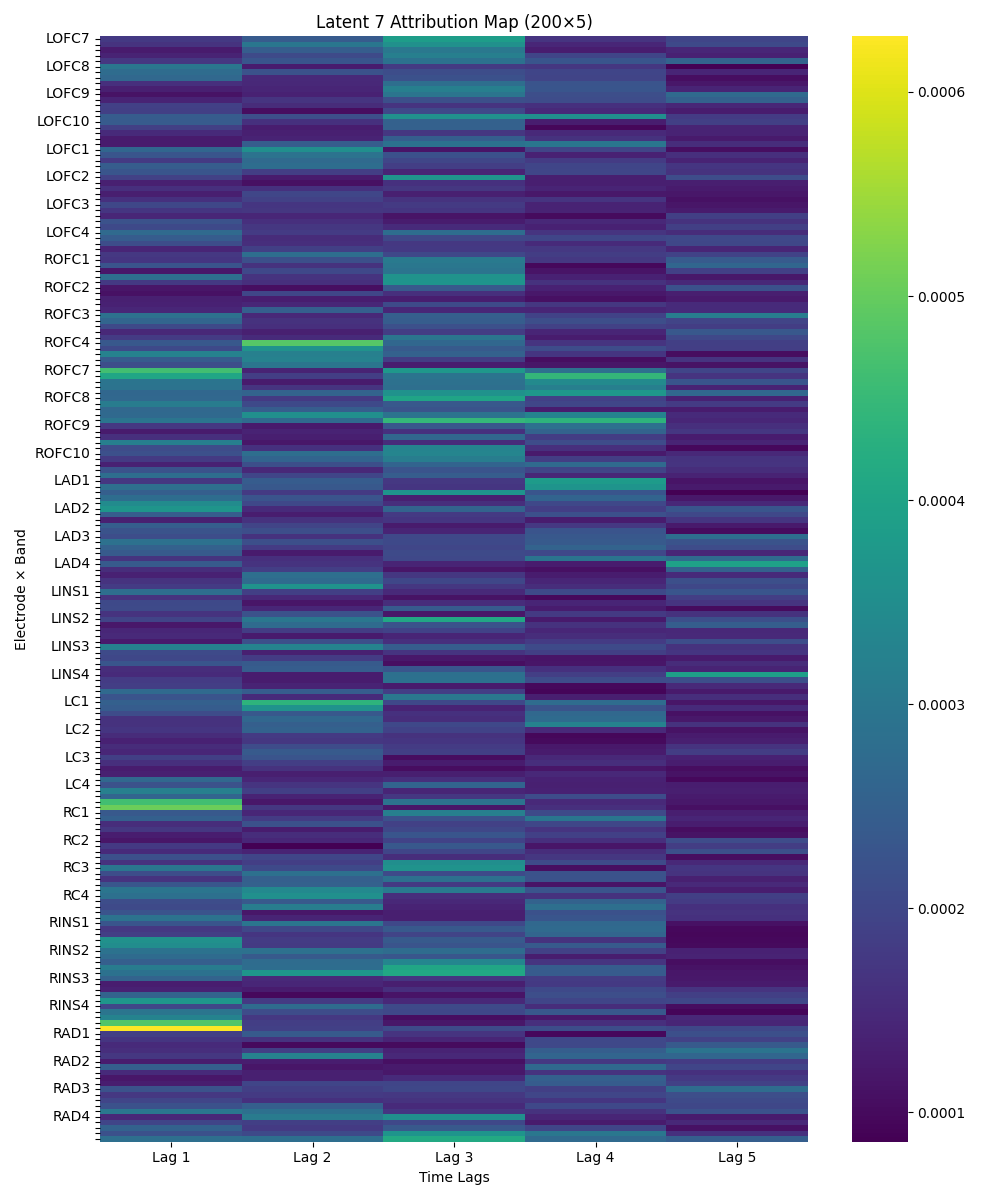 Latent 7 Attribution Map (200×5)
LOFC7
LOFC8
LOFC9
LOFC10
LOFC1
LOFC2
LOFC3
LOFC4
ROFC1
ROFC2
ROFC3
ROFC4
ROFC7
ROFC8
ROFC9
ROFC10
LAD1
LAD2
LAD3
LAD4
LINS1
LINS2
LINS3
LINS4
LC1
LC2
LC3
LC4
RC1
RC2
RC3
RC4
RINS1
RINS2
RINS3
RINS4
RAD1
RAD2
RAD3
RAD4
Electrode × Band
Lag 1 Lag 2 Lag 3 Lag 4 Lag 5
Time Lags
0.0006
0.0005
0.0004
0.0003
0.0002
0.0001